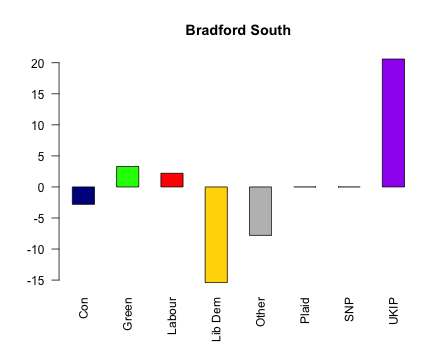 Bradford South
20
15
10
5
0
-5
-10
-15
Con
Green
Labour
Lib Dem
Other
Plaid
SNP
UKIP